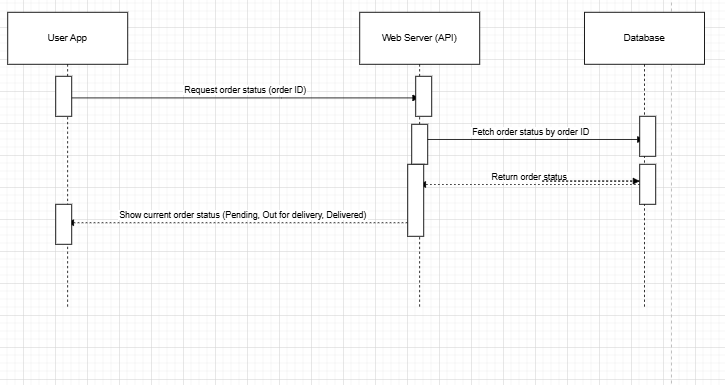 User App
Web Server (API)
Database
Request order status (order ID)
Fetch order status by order ID
Return order status
Show current order status (Pending, Out for delivery, Delivered)